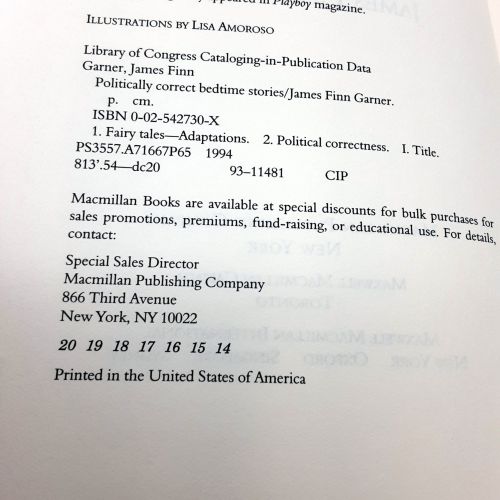 appeared in Playboy magazine.
ILLUSTRATIONS BY LISA AMOROSO
Library of Congress Cataloging-in-Publication Data
Garner, James Finn
Politically correct bedtime stories/James Finn Garner.
p. cm.
ISBN 0-02-542730-X
1. Fairy tales—Adaptations. 2. Political correctness. I. Title.
PS3557.A71667P65 1994
813'.54—dc20 93-11481 CIP
Macmillan Books are available at special discounts for bulk purchases for
sales promotions, premiums, fund-raising, or educational use. For details,
contact:
Special Sales Director
Macmillan Publishing Company
866 Third Avenue
New York, NY 10022
20 19 18 17 16 15 14
Printed in the United States of America